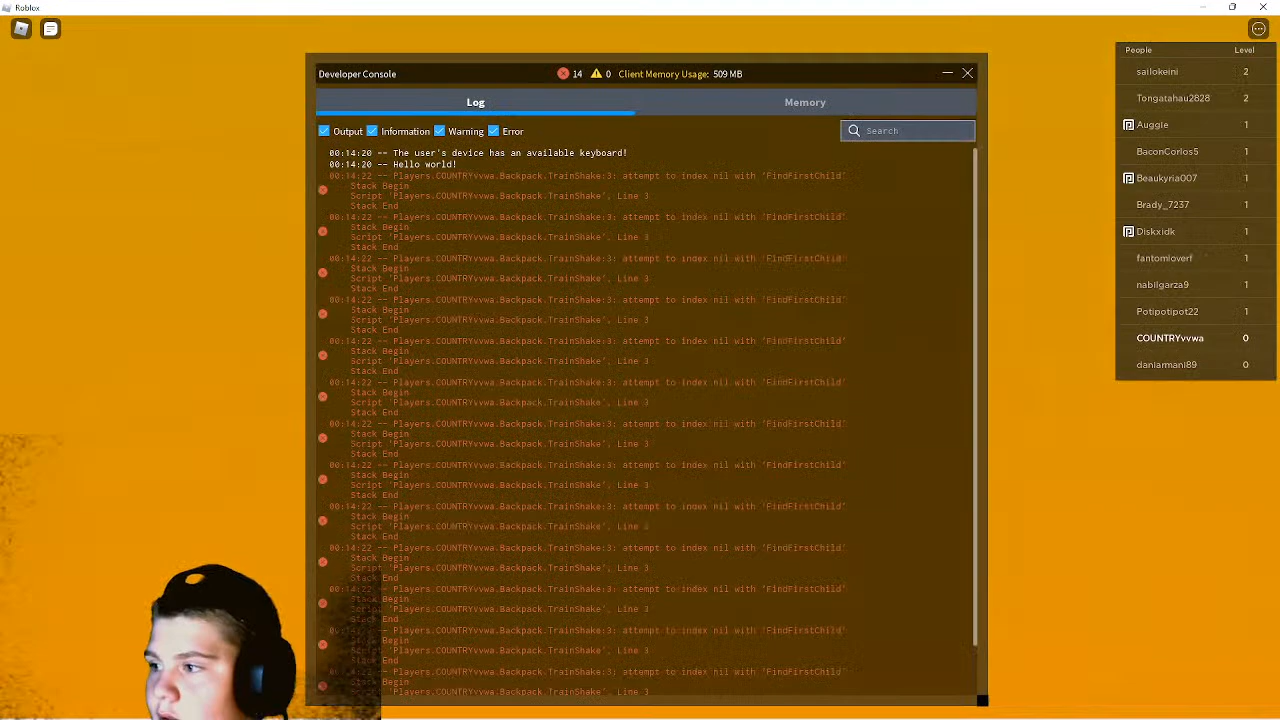 Roblox
Developer Console
14
0
Client Memory Usage: 509 MB
Log
Memory
Output
Information
Warning
Error
Search
00:14:20 -- The user's device has an available keyboard!
00:14:20 -- Hello world!
00:14:22 -- Players.COUNTRYvvwa.Backpack.TrainShake:3: attempt to index nil with 'FindFirstChild'
Stack Begin
Script 'Players.COUNTRYvvwa.Backpack.TrainShake', Line 3
Stack End
00:14:22 -- Players.COUNTRYvvwa.Backpack.TrainShake:3: attempt to index nil with 'FindFirstChild'
Stack Begin
Script 'Players.COUNTRYvvwa.Backpack.TrainShake', Line 3
Stack End
00:14:22 -- Players.COUNTRYvvwa.Backpack.TrainShake:3: attempt to index nil with 'FindFirstChild'
Stack Begin
Script 'Players.COUNTRYvvwa.Backpack.TrainShake', Line 3
Stack End
00:14:22 -- Players.COUNTRYvvwa.Backpack.TrainShake:3: attempt to index nil with 'FindFirstChild'
Stack Begin
Script 'Players.COUNTRYvvwa.Backpack.TrainShake', Line 3
Stack End
00:14:22 -- Players.COUNTRYvvwa.Backpack.TrainShake:3: attempt to index nil with 'FindFirstChild'
Stack Begin
Script 'Players.COUNTRYvvwa.Backpack.TrainShake', Line 3
Stack End
00:14:22 -- Players.COUNTRYvvwa.Backpack.TrainShake:3: attempt to index nil with 'FindFirstChild'
Stack Begin
Script 'Players.COUNTRYvvwa.Backpack.TrainShake', Line 3
Stack End
00:14:22 -- Players.COUNTRYvvwa.Backpack.TrainShake:3: attempt to index nil with 'FindFirstChild'
Stack Begin
Script 'Players.COUNTRYvvwa.Backpack.TrainShake', Line 3
Stack End
00:14:22 -- Players.COUNTRYvvwa.Backpack.TrainShake:3: attempt to index nil with 'FindFirstChild'
Stack Begin
Script 'Players.COUNTRYvvwa.Backpack.TrainShake', Line 3
Stack End
00:14:22 -- Players.COUNTRYvvwa.Backpack.TrainShake:3: attempt to index nil with 'FindFirstChild'
Stack Begin
Script 'Players.COUNTRYvvwa.Backpack.TrainShake', Line 3
Stack End
00:14:22 -- Players.COUNTRYvvwa.Backpack.TrainShake:3: attempt to index nil with 'FindFirstChild'
Stack Begin
Script 'Players.COUNTRYvvwa.Backpack.TrainShake', Line 3
Stack End
00:14:22 -- Players.COUNTRYvvwa.Backpack.TrainShake:3: attempt to index nil with 'FindFirstChild'
Stack Begin
Script 'Players.COUNTRYvvwa.Backpack.TrainShake', Line 3
Stack End
-- Players.COUNTRYvvwa.Backpack.TrainShake:3: attempt to index nil with 'FindFirstChild'
Stack Begin
Script 'Players.COUNTRYvvwa.Backpack.TrainShake', Line 3
Stack End
-- Players.COUNTRYvvwa.Backpack.TrainShake:3: attempt to index nil with 'FindFirstChild'
Stack Begin
Script 'Players.COUNTRYvvwa.Backpack.TrainShake', Line 3
People Level
sallokeini 2
Tongatahau2828 2
Auggie 1
BaconCorlos5 1
Beaukyria007 1
Brady_7237 1
Diskxidk 1
fantomloverf 1
nabilgarza9 1
Potipotipot22 1
COUNTRYvvwa 0
daniarmani89 0